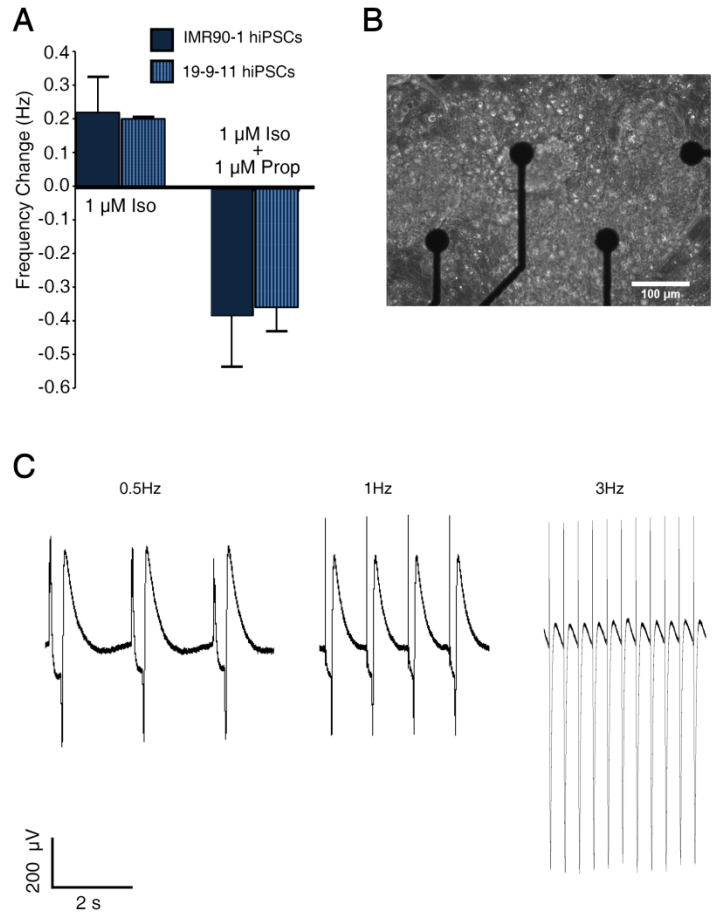 A
IMR90-1 hiPSCs
19-9-11 hiPSCs
Frequency Change (Hz)
0.4
0.3
0.2
0.1
0.0
-0.1
-0.2
-0.3
-0.4
-0.5
-0.6
1 µM Iso
1 µM Iso
+
1 µM Prop
B
100 µm
C
0.5Hz
1Hz
3Hz
200 µV
2 s